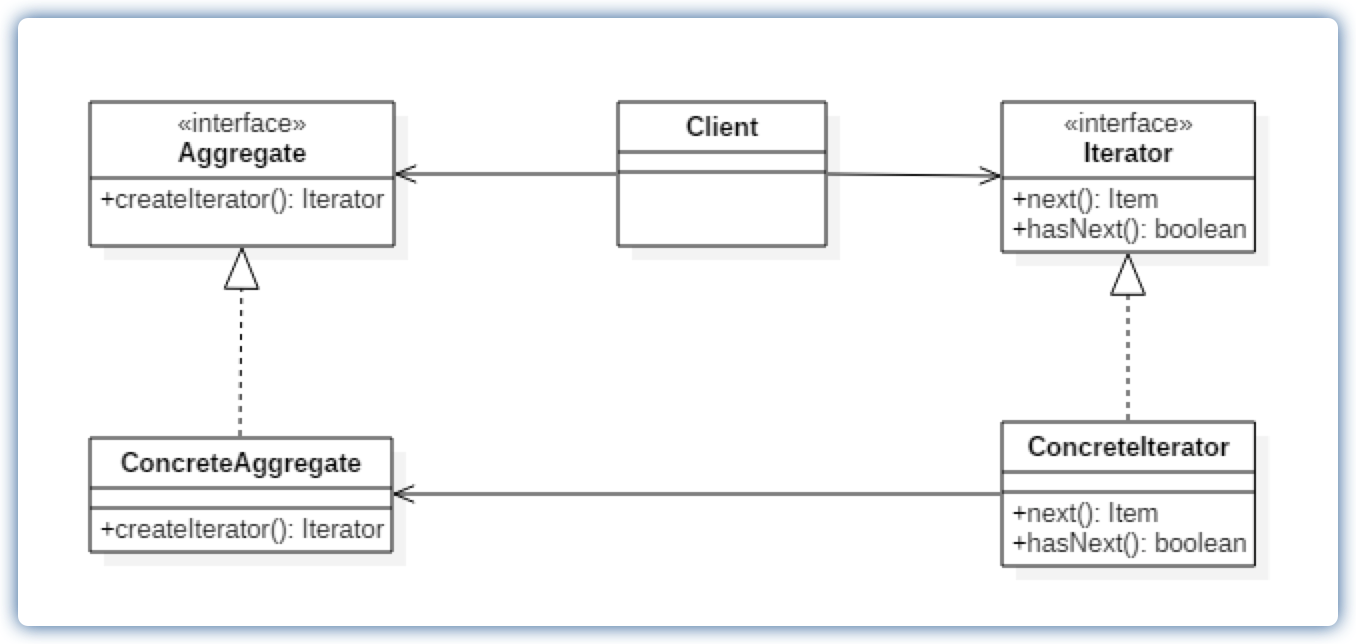 «interface»
Aggregate
+createIterator(): Iterator
Client
«interface»
Iterator
+next(): Item
+hasNext(): boolean
ConcreteAggregate
+createIterator(): Iterator
ConcreteIterator
+next(): Item
+hasNext(): boolean